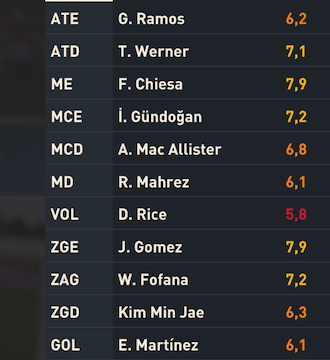 ATE G. Ramos 6,2
ATD T. Werner 7,1
ME F. Chiesa 7,9
MCE İ. Gündoğan 7,2
MCD A. Mac Allister 6,8
MD R. Mahrez 6,1
VOL D. Rice 5,8
ZGE J. Gomez 7,9
ZAG W. Fofana 7,2
ZGD Kim Min Jae 6,3
GOL E. Martínez 6,1